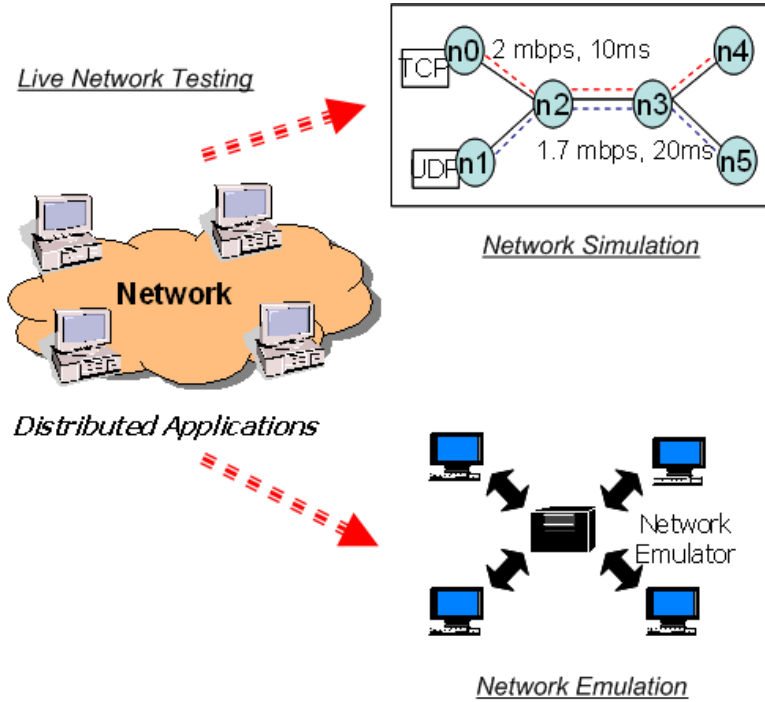 Live Network Testing
TCP
n0
2 mbps, 10ms
n4
n2
n3
UDP
n1
1.7 mbps, 20ms
n5
Network Simulation
Network
Distributed Applications
Network
Emulator
Network Emulation